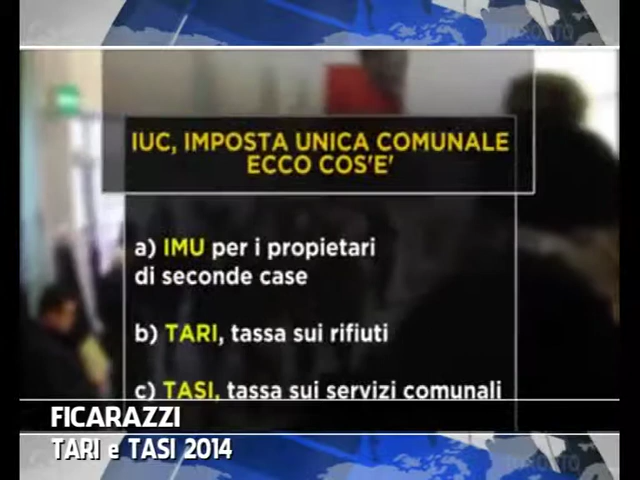 IUC, IMPOSTA UNICA COMUNALE
ECCO COS'E'
a) IMU per i propietari
di seconde case
b) TARI, tassa sui rifiuti
c) TASI, tassa sui servizi comunali
FICARAZZI
TARI e TASI 2014